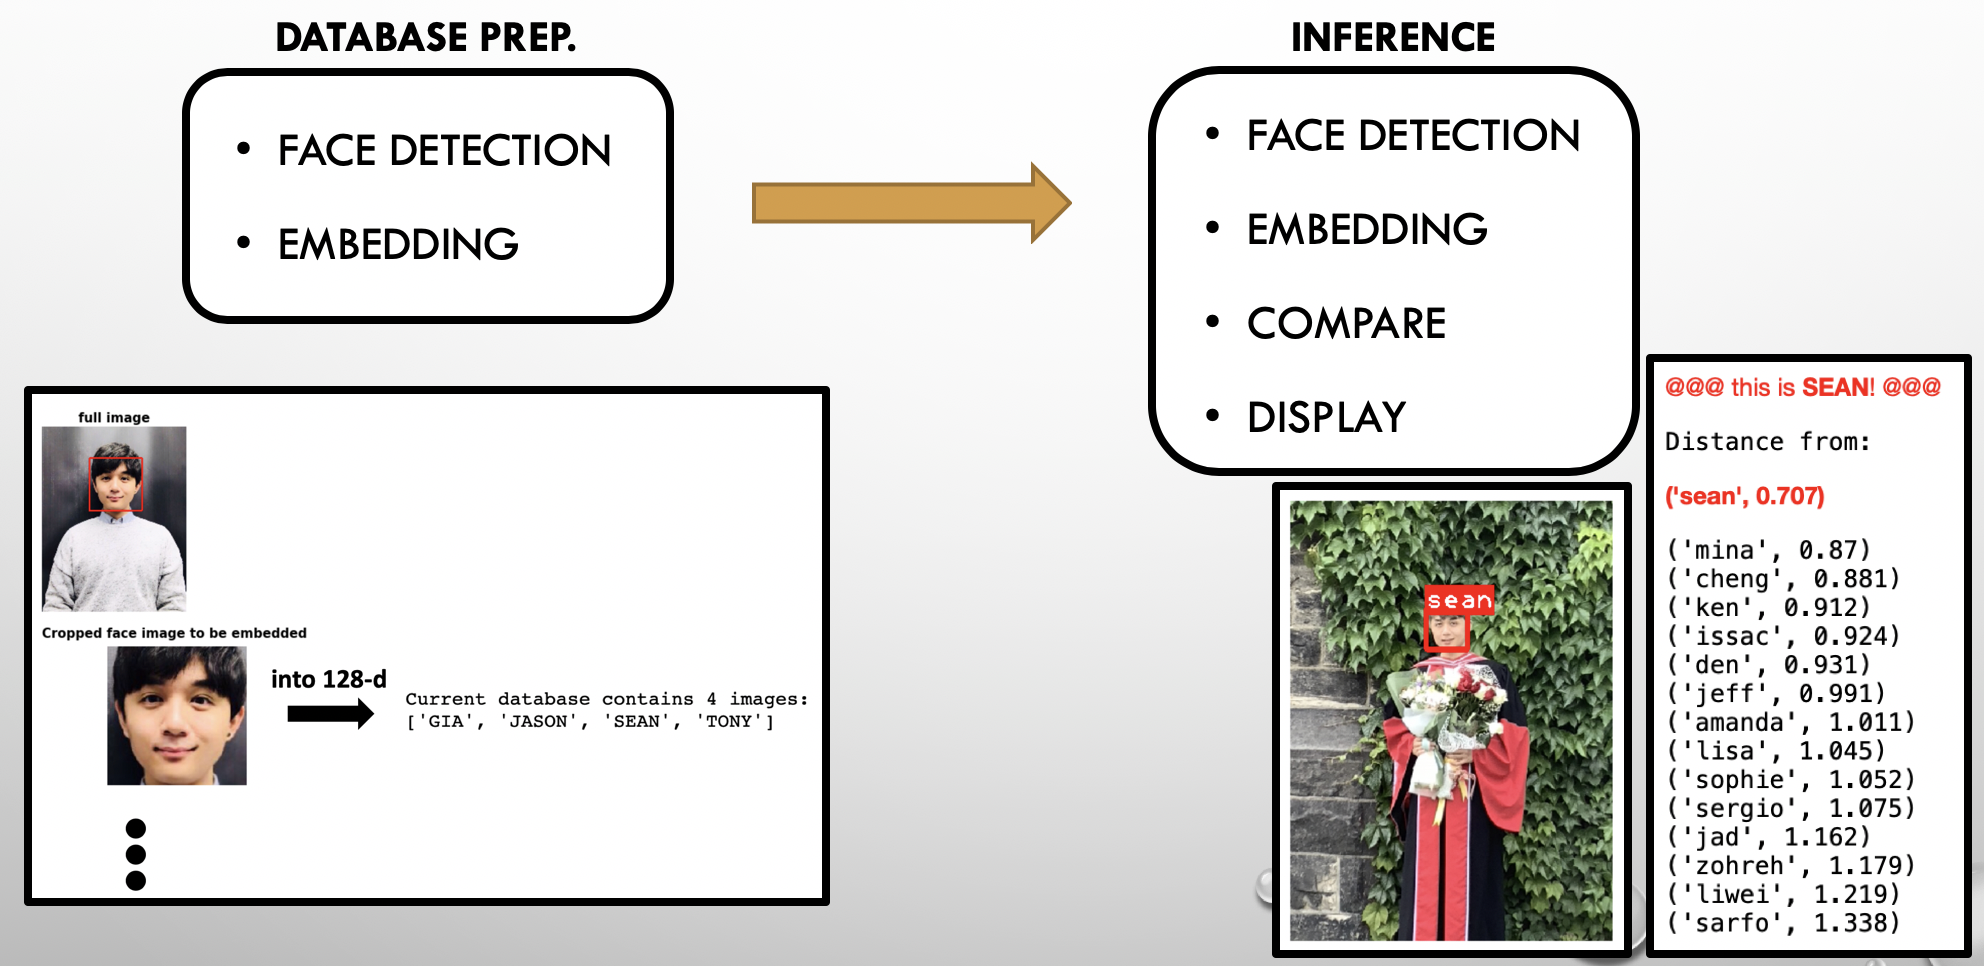 DATABASE PREP.
• FACE DETECTION
• EMBEDDING
INFERENCE
• FACE DETECTION
• EMBEDDING
• COMPARE
• DISPLAY
full image
Cropped face image to be embedded
into 128-d
Current database contains 4 images:
['GIA', 'JASON', 'SEAN', 'TONY']
sean
@@@ this is SEAN! @@@
Distance from:
('sean', 0.707)
('mina', 0.87)
('cheng', 0.881)
('ken', 0.912)
('issac', 0.924)
('den', 0.931)
('jeff', 0.991)
('amanda', 1.011)
('lisa', 1.045)
('sophie', 1.052)
('sergio', 1.075)
('jad', 1.162)
('zohreh', 1.179)
('liwei', 1.219)
('sarfo', 1.338)